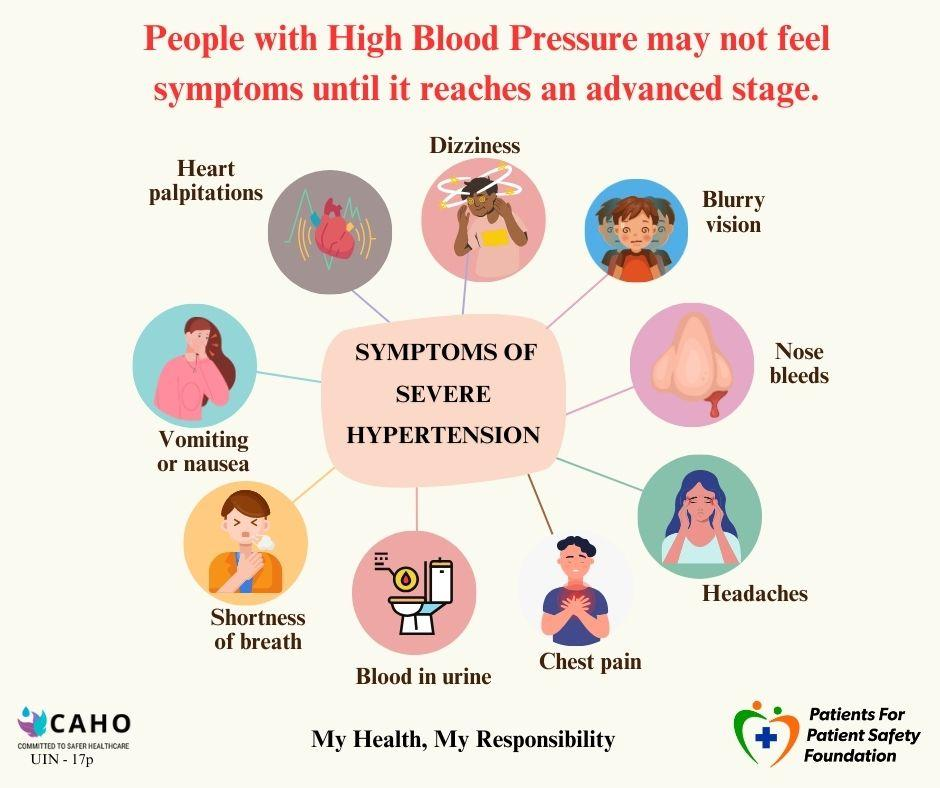 People with High Blood Pressure may not feel
symptoms until it reaches an advanced stage.
Dizziness
Heart
palpitations
Blurry
vision
SYMPTOMS OF
SEVERE
HYPERTENSION
Nose
bleeds
Vomiting
or nausea
Headaches
Shortness
of breath
Chest pain
Blood in urine
CAHO
COMMITTED TO SAFER HEALTHCARE
UIN - 17p
My Health, My Responsibility
Patients For
Patient Safety
Foundation